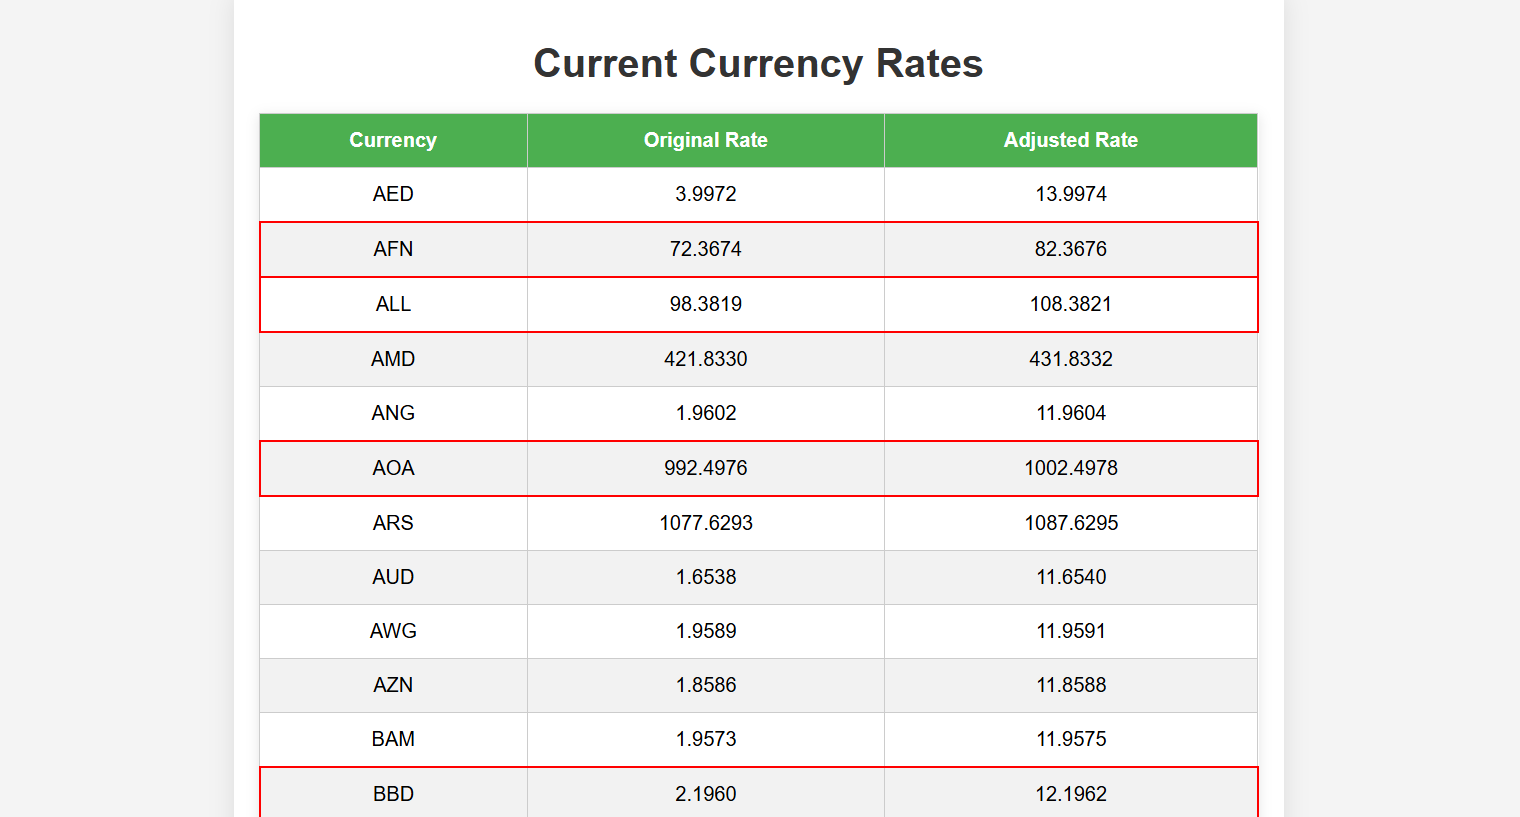 Current Currency Rates
Currency Original Rate Adjusted Rate
AED 3.9972 13.9974
AFN 72.3674 82.3676
ALL 98.3819 108.3821
AMD 421.8330 431.8332
ANG 1.9602 11.9604
AOA 992.4976 1002.4978
ARS 1077.6293 1087.6295
AUD 1.6538 11.6540
AWG 1.9589 11.9591
AZN 1.8586 11.8588
BAM 1.9573 11.9575
BBD 2.1960 12.1962